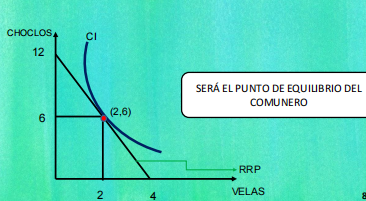 CHOCLOS
CI
12
(2,6)
SERÁ EL PUNTO DE EQUILIBRIO DEL
COMUNERO
6
RRP
VELAS
2
4
8